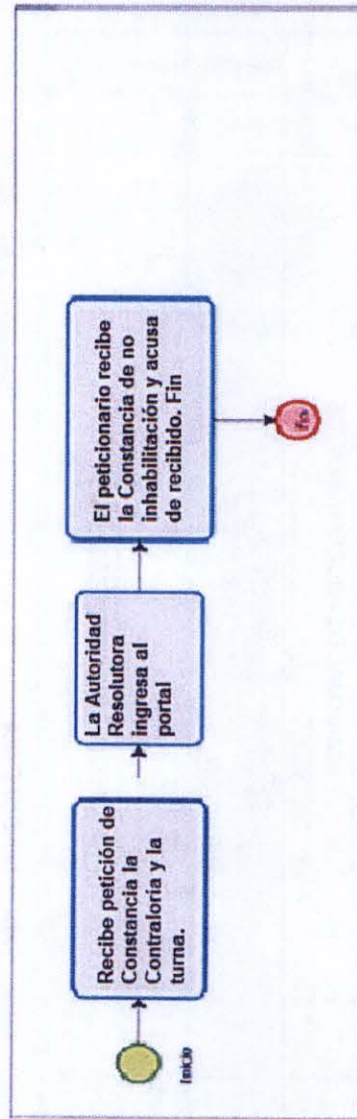 Inicio
Recibe petición de
Constancia la
Contraloría y la
turna.
La Autoridad
Resolutora
ingresa al
portal
El peticionario recibe
la Constancia de no
inhabilitación y acusa
de recibido. Fin
fin